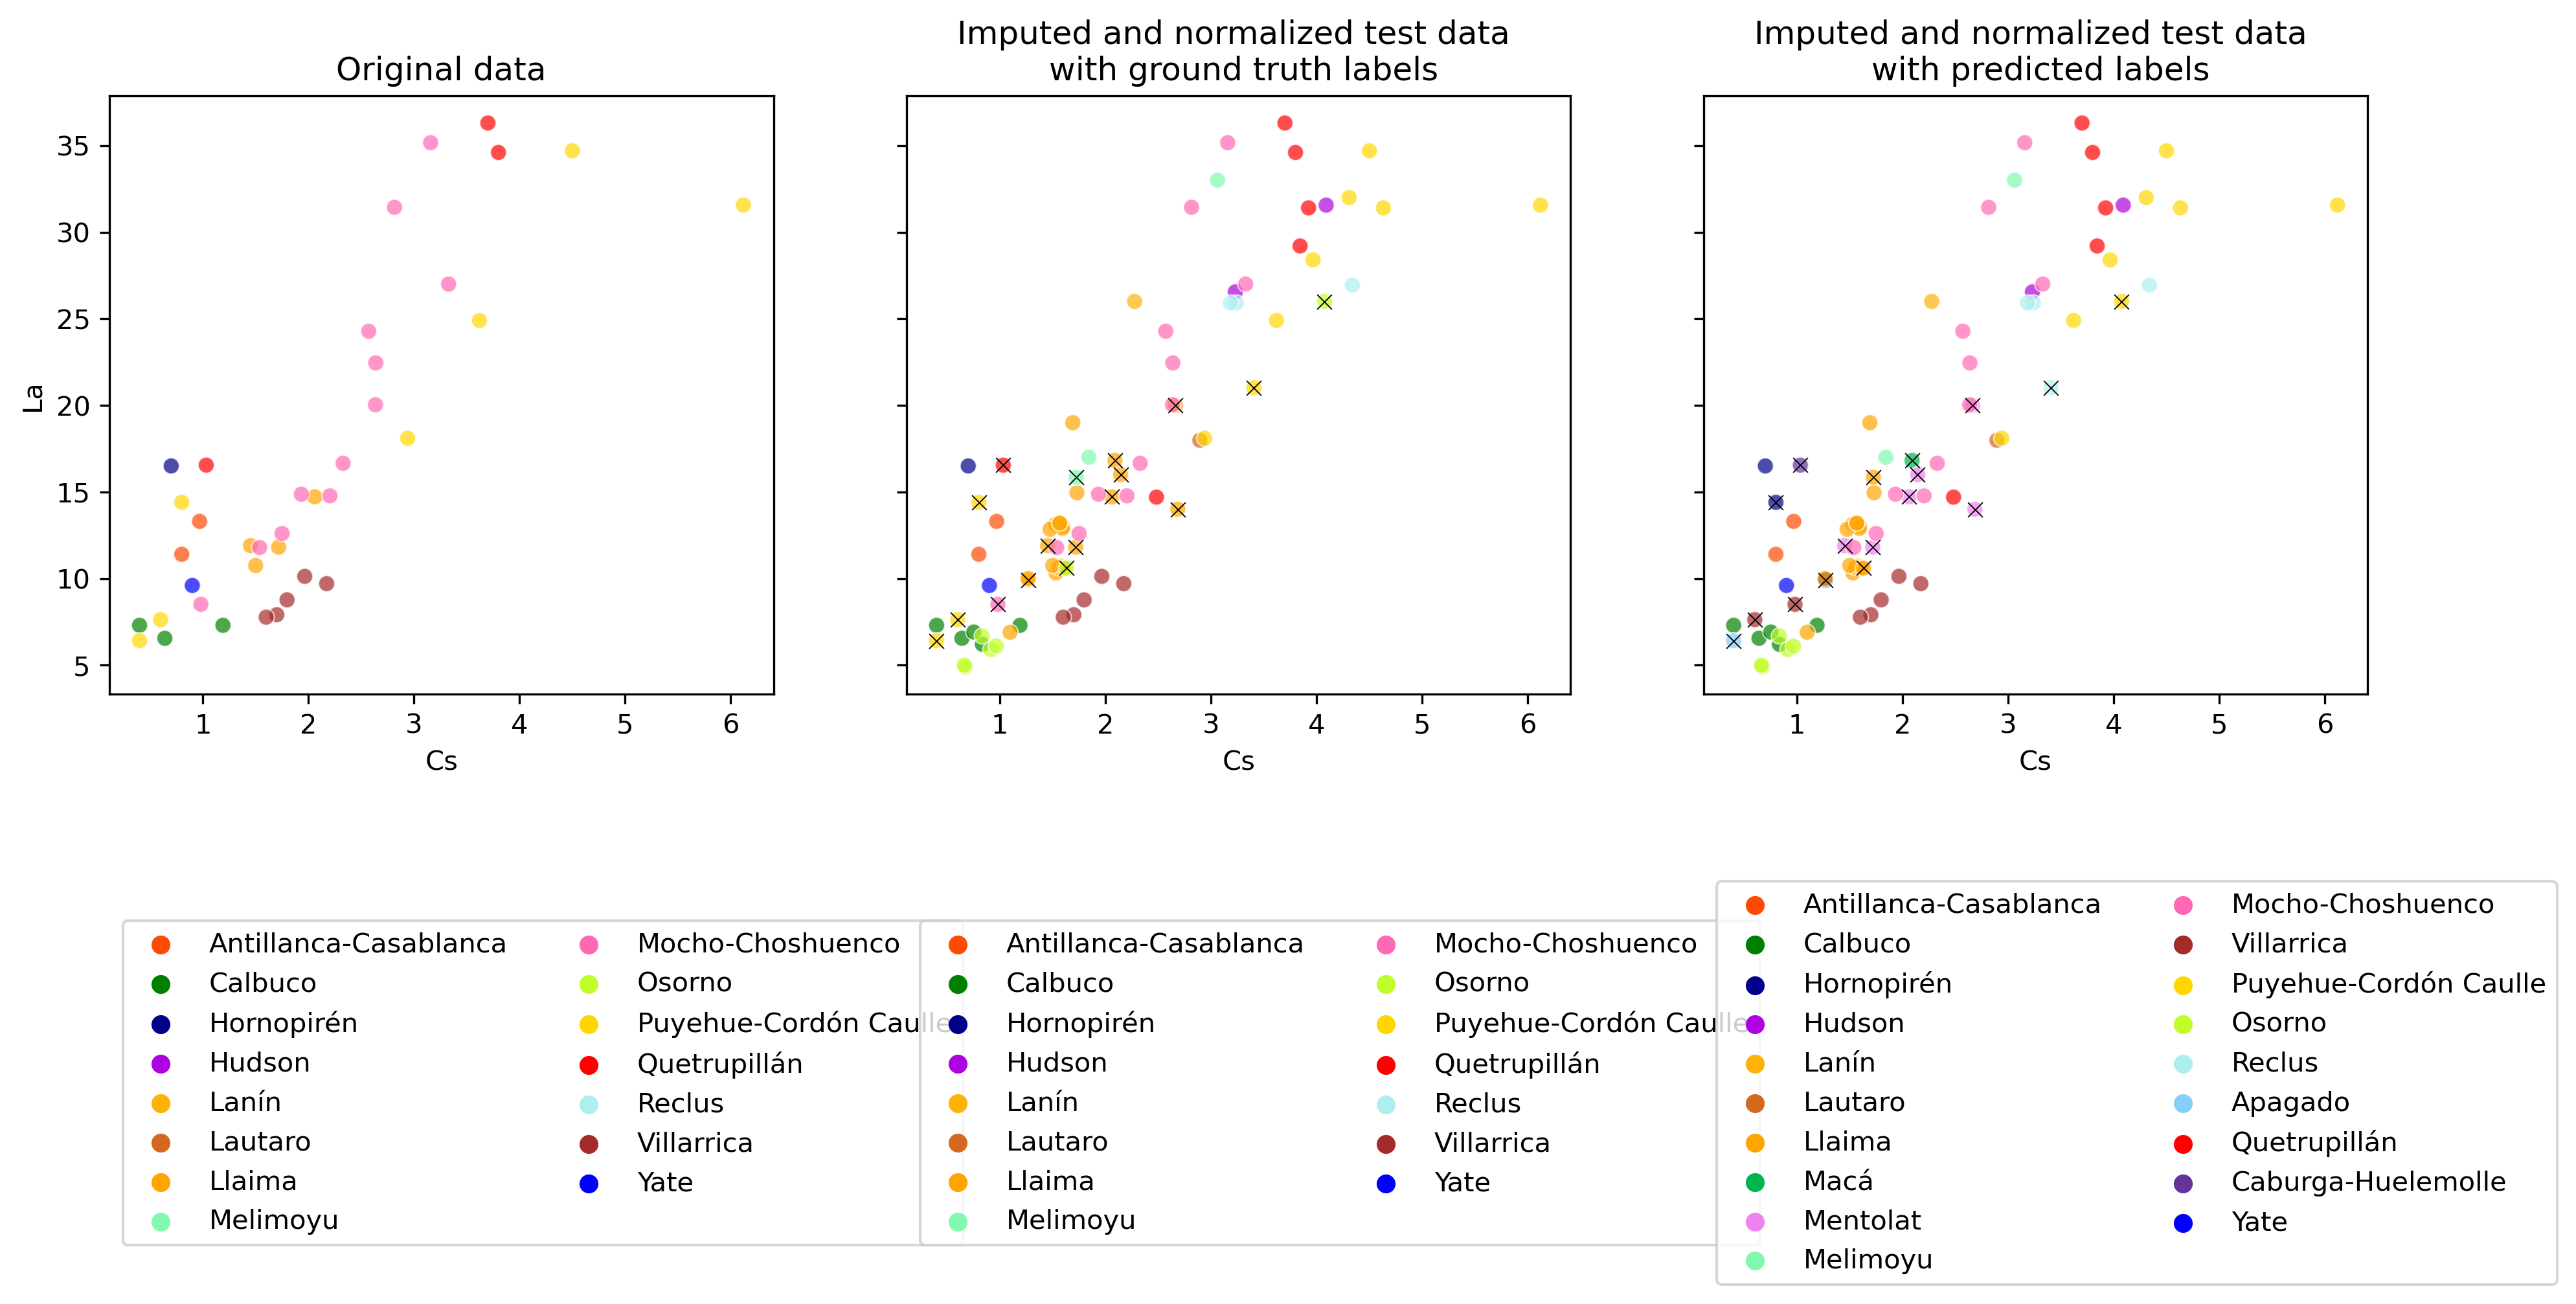 Original data
Imputed and normalized test data
with ground truth labels
Imputed and normalized test data
with predicted labels
La
35
30
25
20
15
10
5
1 2 3 4 5 6
Cs
1 2 3 4 5 6
Cs
1 2 3 4 5 6
Cs
Antillanca-Casablanca
Calbuco
Hornopirén
Hudson
Lanín
Lautaro
Llaima
Melimoyu
Mocho-Choshuenco
Osorno
Puyehue-Cordón Caulle
Quetrupillán
Reclus
Villarrica
Yate
Antillanca-Casablanca
Calbuco
Hornopirén
Hudson
Lanín
Lautaro
Llaima
Melimoyu
Mocho-Choshuenco
Osorno
Puyehue-Cordón Caulle
Quetrupillán
Reclus
Villarrica
Yate
Antillanca-Casablanca
Calbuco
Hornopirén
Hudson
Lanín
Lautaro
Llaima
Macá
Mentolat
Melimoyu
Mocho-Choshuenco
Villarrica
Puyehue-Cordón Caulle
Osorno
Reclus
Apagado
Quetrupillán
Caburga-Huelemolle
Yate